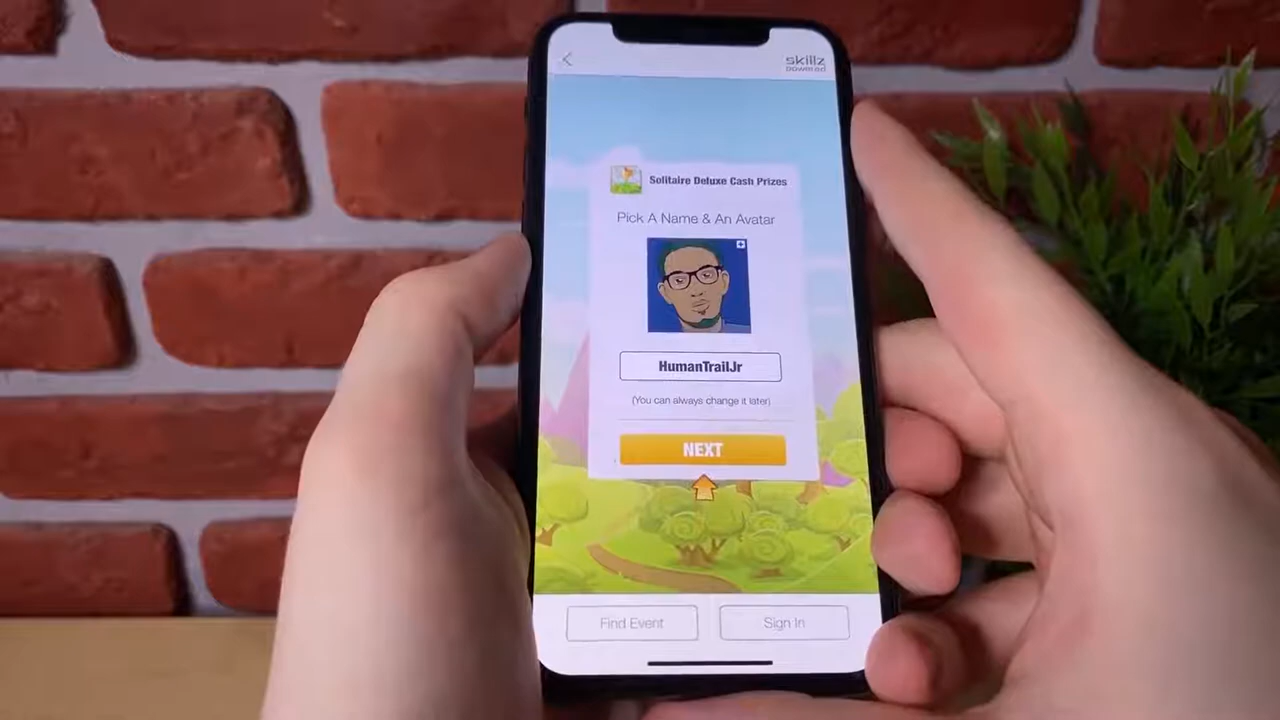 skillz
powered
Solitaire Deluxe Cash Prizes
Pick A Name & An Avatar
HumanTrailJr
(You can always change it later)
NEXT
Find Event
Sign In